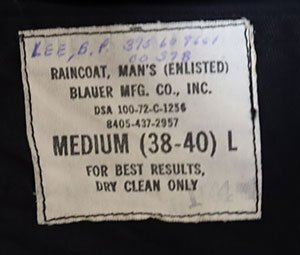 LEE, B.P.
RAINCOAT, MAN'S (ENLISTED)
BLAUER MFG. CO., INC.
DSA 100-72-C-1256
8405-437-2957
MEDIUM (38-40) L
FOR BEST RESULTS,
DRY CLEAN ONLY